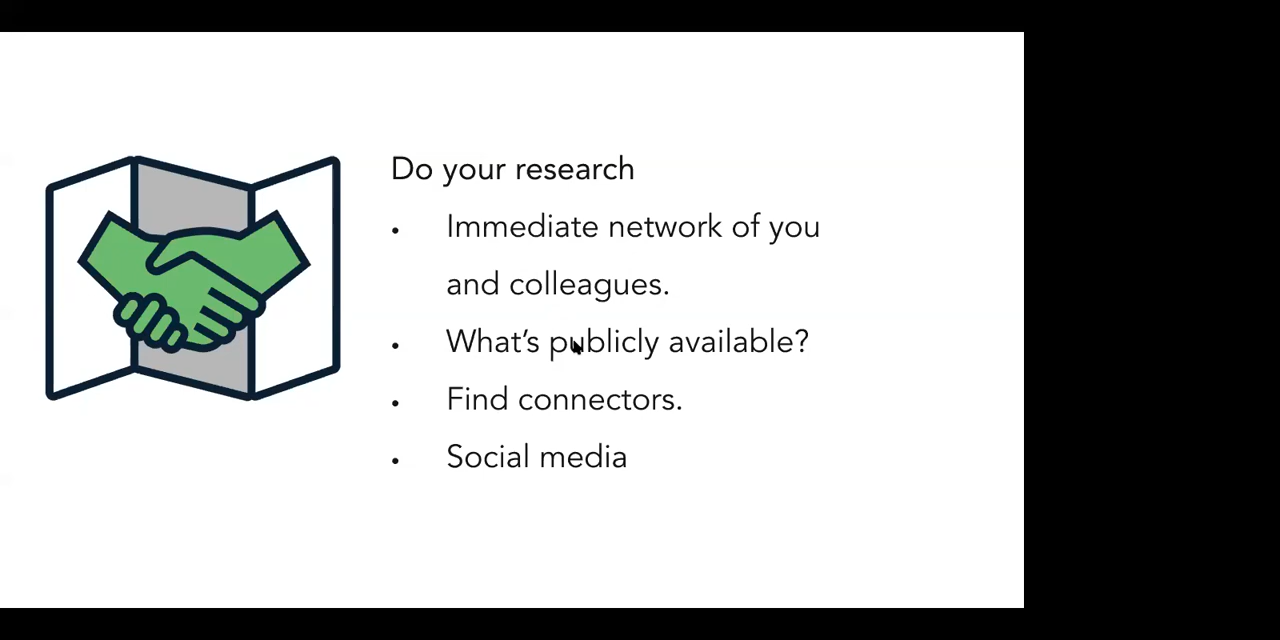 Do your research
• Immediate network of you
and colleagues.
• What's publicly available?
• Find connectors.
• Social media